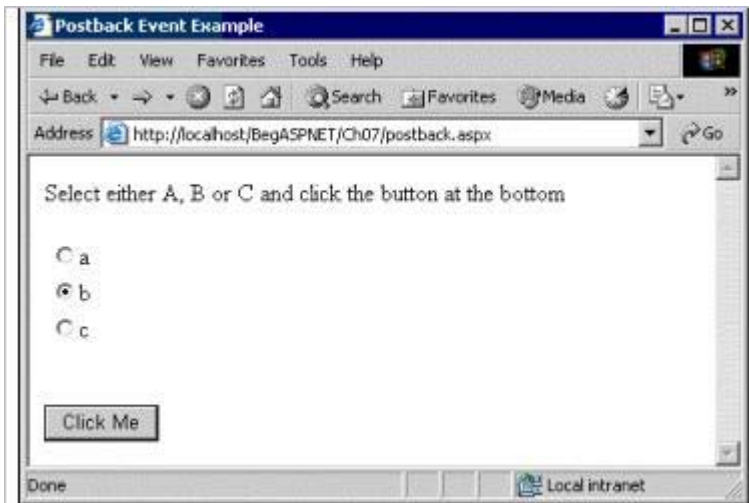 Postback Event Example
File Edit View Favorites Tools Help
Back Search Favorites Media »
Address http://localhost/BegASPNET/Ch07/postback.aspx Go
Select either A, B or C and click the button at the bottom
a
b
c
Click Me
Done Local intranet